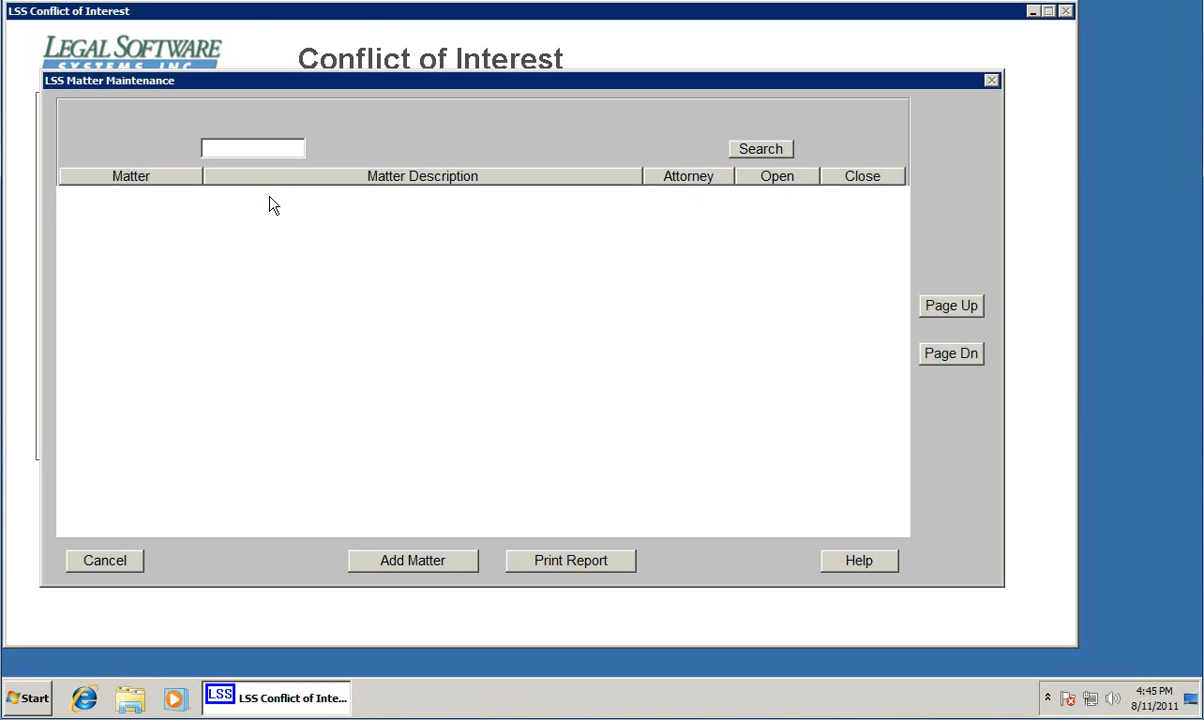 LSS Conflict of Interest
LEGAL SOFTWARE
SYSTEMS, INC.
Conflict of Interest
LSS Matter Maintenance
Search
Matter Matter Description Attorney Open Close
Page Up
Page Dn
Cancel Add Matter Print Report Help
Start LSS LSS Conflict of Inte... 4:45 PM
8/11/2011